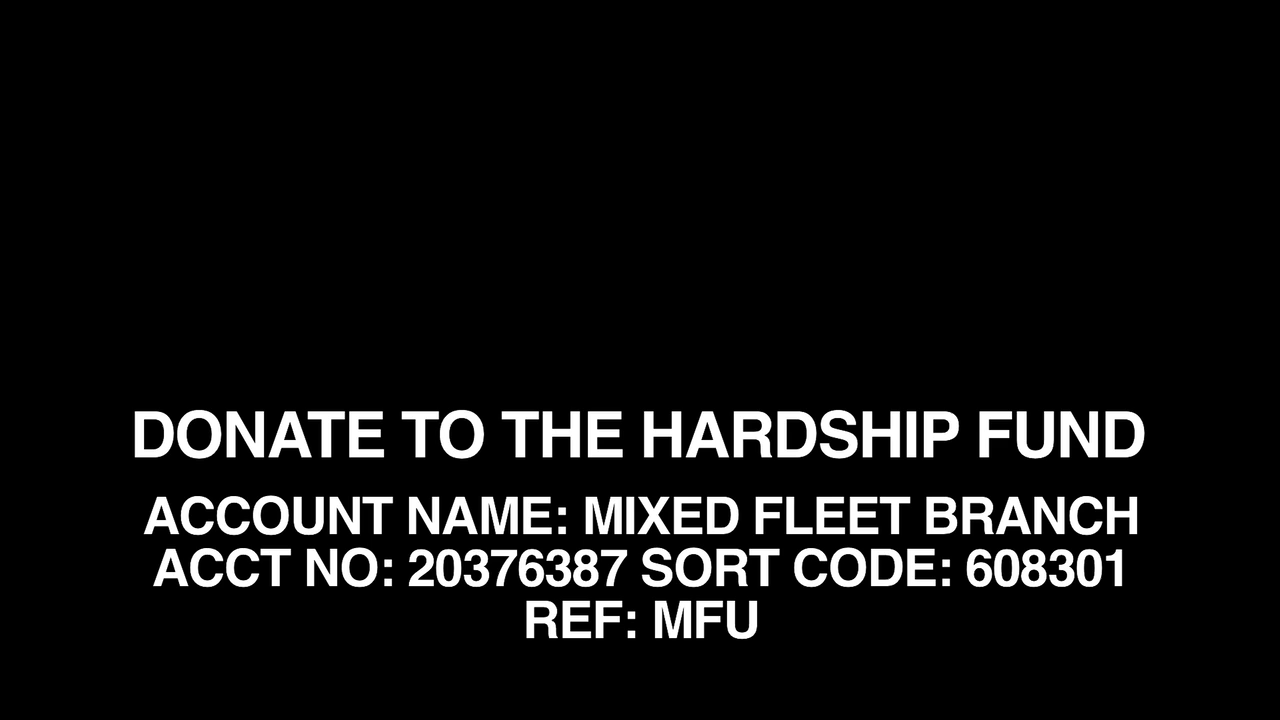 DONATE TO THE HARDSHIP FUND
ACCOUNT NAME: MIXED FLEET BRANCH
ACCT NO: 20376387 SORT CODE: 608301
REF: MFU